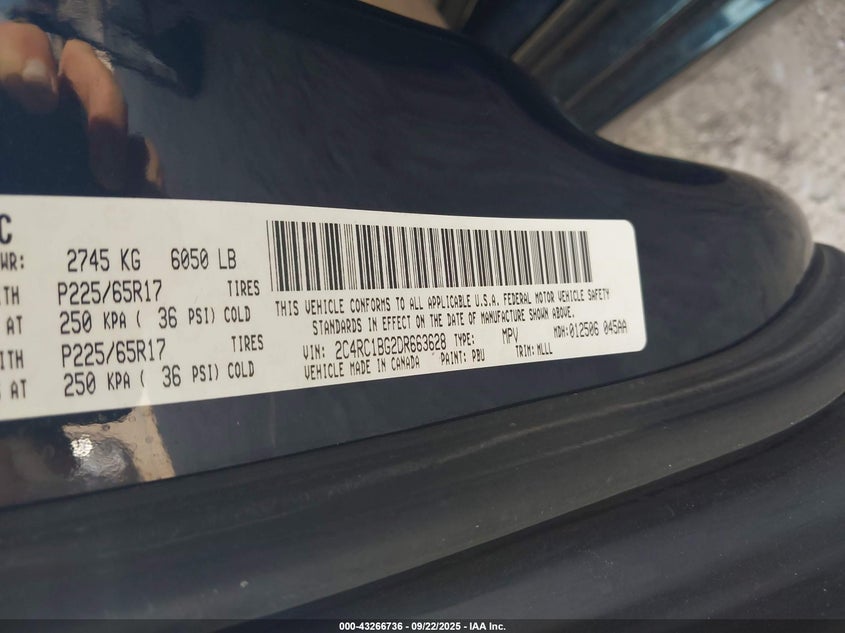 C
WR: 2745 KG 6050 LB
ITH P225/65R17 TIRES
AT 250 KPA ( 36 PSI) COLD
ITH P225/65R17 TIRES
AT 250 KPA ( 36 PSI) COLD
THIS VEHICLE CONFORMS TO ALL APPLICABLE U.S.A. FEDERAL MOTOR VEHICLE SAFETY
STANDARDS IN EFFECT ON THE DATE OF MANUFACTURE SHOWN ABOVE.
VIN: 2C4RC1BG2DR663628 TYPE: MPV MDH: 012506 045AA
VEHICLE MADE IN CANADA PAINT: PBU TRIM: MLLL
000-43266736 - 09/22/2025 - IAA Inc.